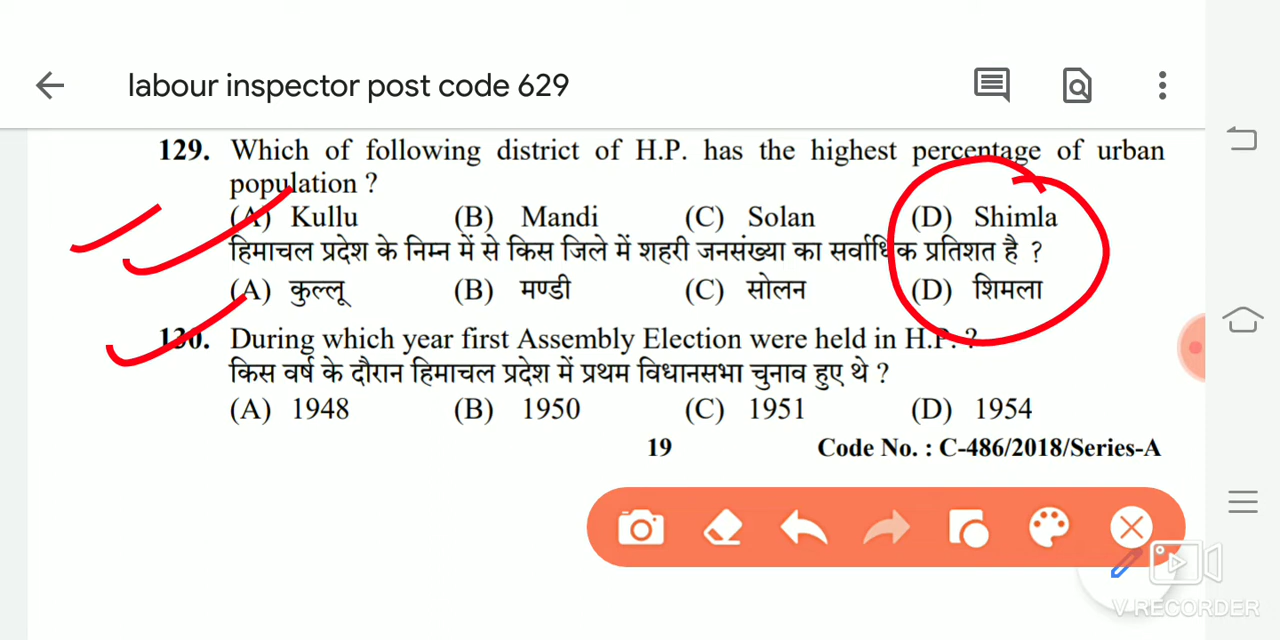 labour inspector post code 629
129. Which of following district of H.P. has the highest percentage of urban
population ?
(A) Kullu (B) Mandi (C) Solan (D) Shimla
हिमाचल प्रदेश के निम्न में से किस जिले में शहरी जनसंख्या का सर्वाधिक प्रतिशत है ?
(A) कुल्लू (B) मण्डी (C) सोलन (D) शिमला
130. During which year first Assembly Election were held in H.P. ?
किस वर्ष के दौरान हिमाचल प्रदेश में प्रथम विधानसभा चुनाव हुए थे ?
(A) 1948 (B) 1950 (C) 1951 (D) 1954
19 Code No. : C-486/2018/Series-A
V RECORDER